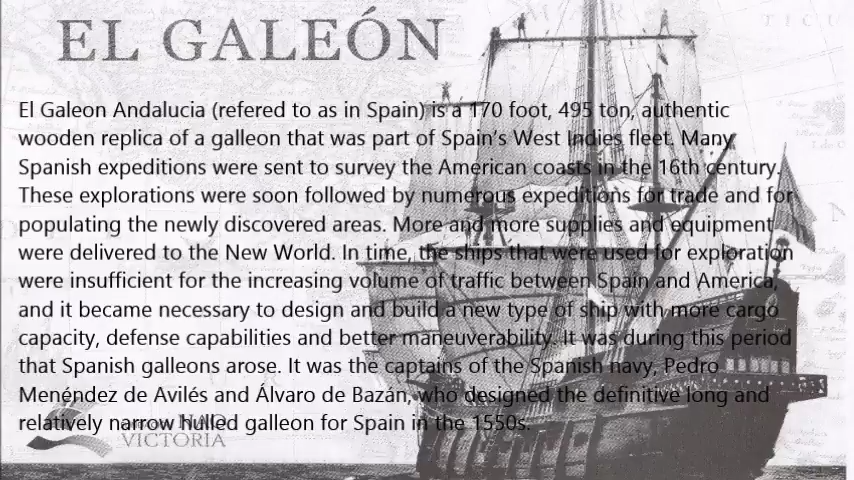 EL GALEÓN
El Galeon Andalucia (refered to as in Spain) is a 170 foot, 495 ton, authentic
wooden replica of a galleon that was part of Spain's West Indies fleet. Many
Spanish expeditions were sent to survey the American coasts in the 16th century.
These explorations were soon followed by numerous expeditions for trade and for
populating the newly discovered areas. More and more supplies and equipment
were delivered to the New World. In time, the ships that were used for exploration
were insufficient for the increasing volume of traffic between Spain and America,
and it became necessary to design and build a new type of ship with more cargo
capacity, defense capabilities and better maneuverability. It was during this period
that Spanish galleons arose. It was the captains of the Spanish navy, Pedro
Menéndez de Avilés and Álvaro de Bazán, who designed the definitive long and
relatively narrow hulled galleon for Spain in the 1550s.
NAO
VICTORIA